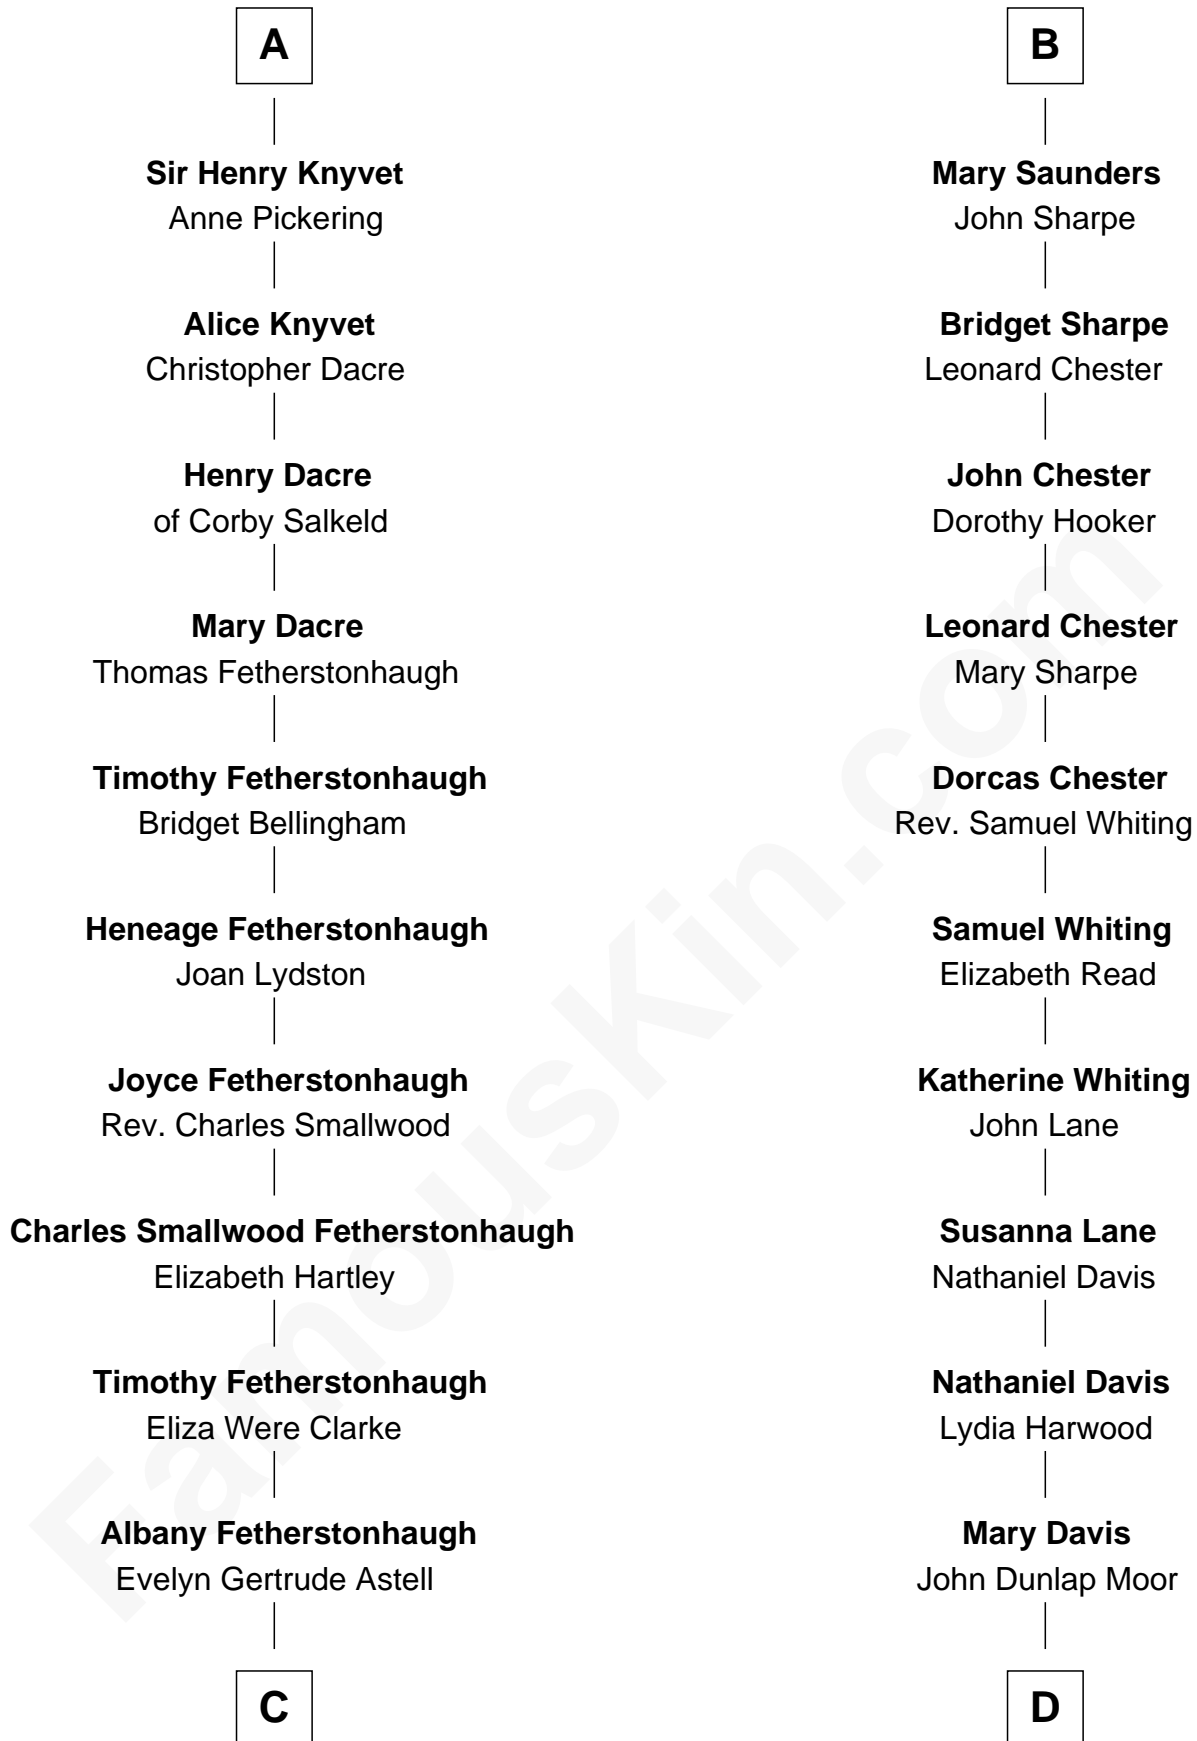 A
Sir Henry Knyvet
Anne Pickering
Alice Knyvet
Christopher Dacre
Henry Dacre
of Corby Salkeld
Mary Dacre
Thomas Fetherstonhaugh
Timothy Fetherstonhaugh
Bridget Bellingham
Heneage Fetherstonhaugh
Joan Lydston
Joyce Fetherstonhaugh
Rev. Charles Smallwood
Charles Smallwood Fetherstonhaugh
Elizabeth Hartley
Timothy Fetherstonhaugh
Eliza Were Clarke
Albany Fetherstonhaugh
Evelyn Gertrude Astell
C
B
Mary Saunders
John Sharpe
Bridget Sharpe
Leonard Chester
John Chester
Dorothy Hooker
Leonard Chester
Mary Sharpe
Dorcas Chester
Rev. Samuel Whiting
Samuel Whiting
Elizabeth Read
Katherine Whiting
John Lane
Susanna Lane
Nathaniel Davis
Nathaniel Davis
Lydia Harwood
Mary Davis
John Dunlap Moor
D
FamousKin.com